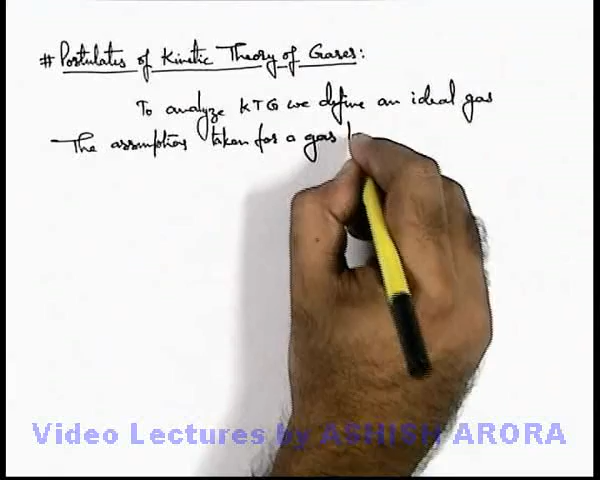 # Postulates of Kinetic Theory of Gases:
To analyze KTG we define an ideal gas
The assumptions taken for a gas
Video Lectures by ASHISH ARORA